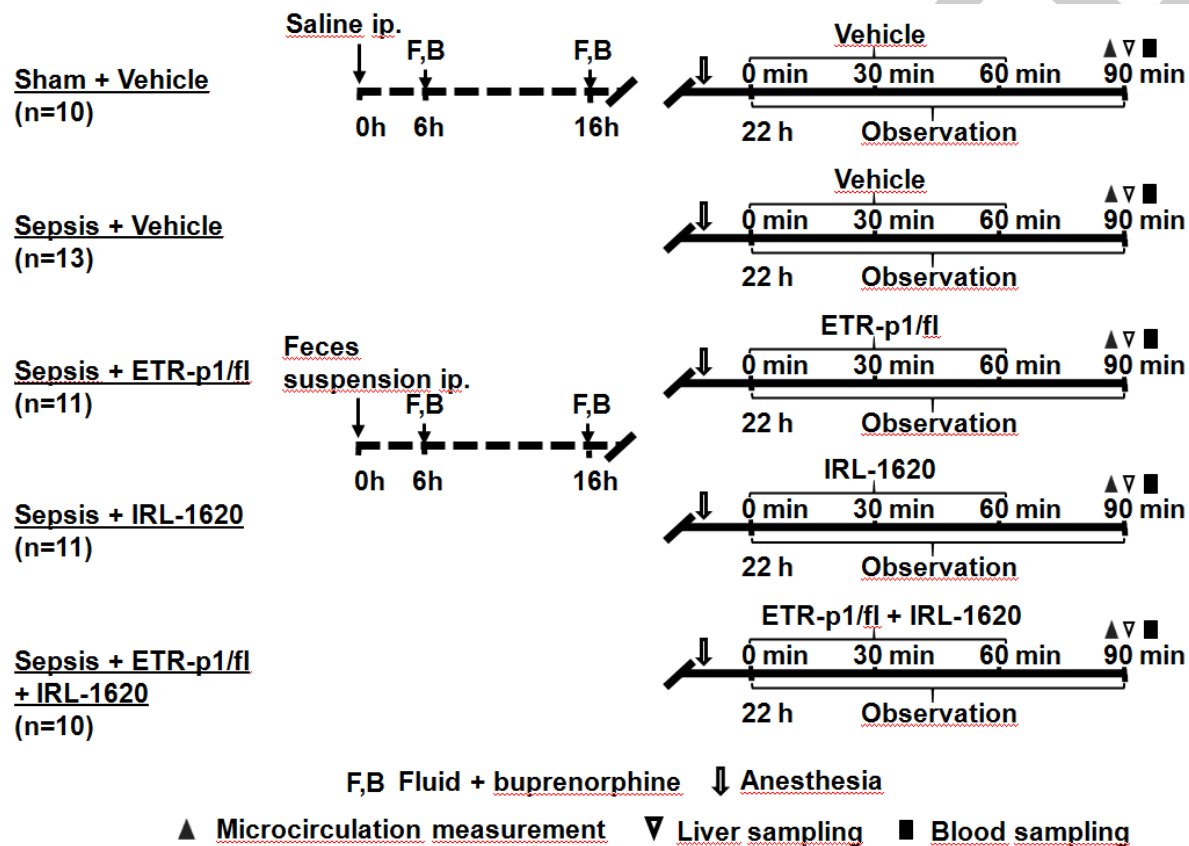 Saline ip.
Sham + Vehicle
(n=10)
F,B
F,B
0h
6h
16h
Vehicle
0 min
30 min
60 min
90 min
22 h
Observation
Sepsis + Vehicle
(n=13)
Vehicle
0 min
30 min
60 min
90 min
22 h
Observation
Sepsis + ETR-p1/fl
(n=11)
Feces
suspension ip.
F,B
F,B
0h
6h
16h
ETR-p1/fl
0 min
30 min
60 min
90 min
22 h
Observation
Sepsis + IRL-1620
(n=11)
IRL-1620
0 min
30 min
60 min
90 min
22 h
Observation
Sepsis + ETR-p1/fl
+ IRL-1620
(n=10)
ETR-p1/fl + IRL-1620
0 min
30 min
60 min
90 min
22 h
Observation
F,B Fluid + buprenorphine
Anesthesia
Microcirculation measurement
Liver sampling
Blood sampling